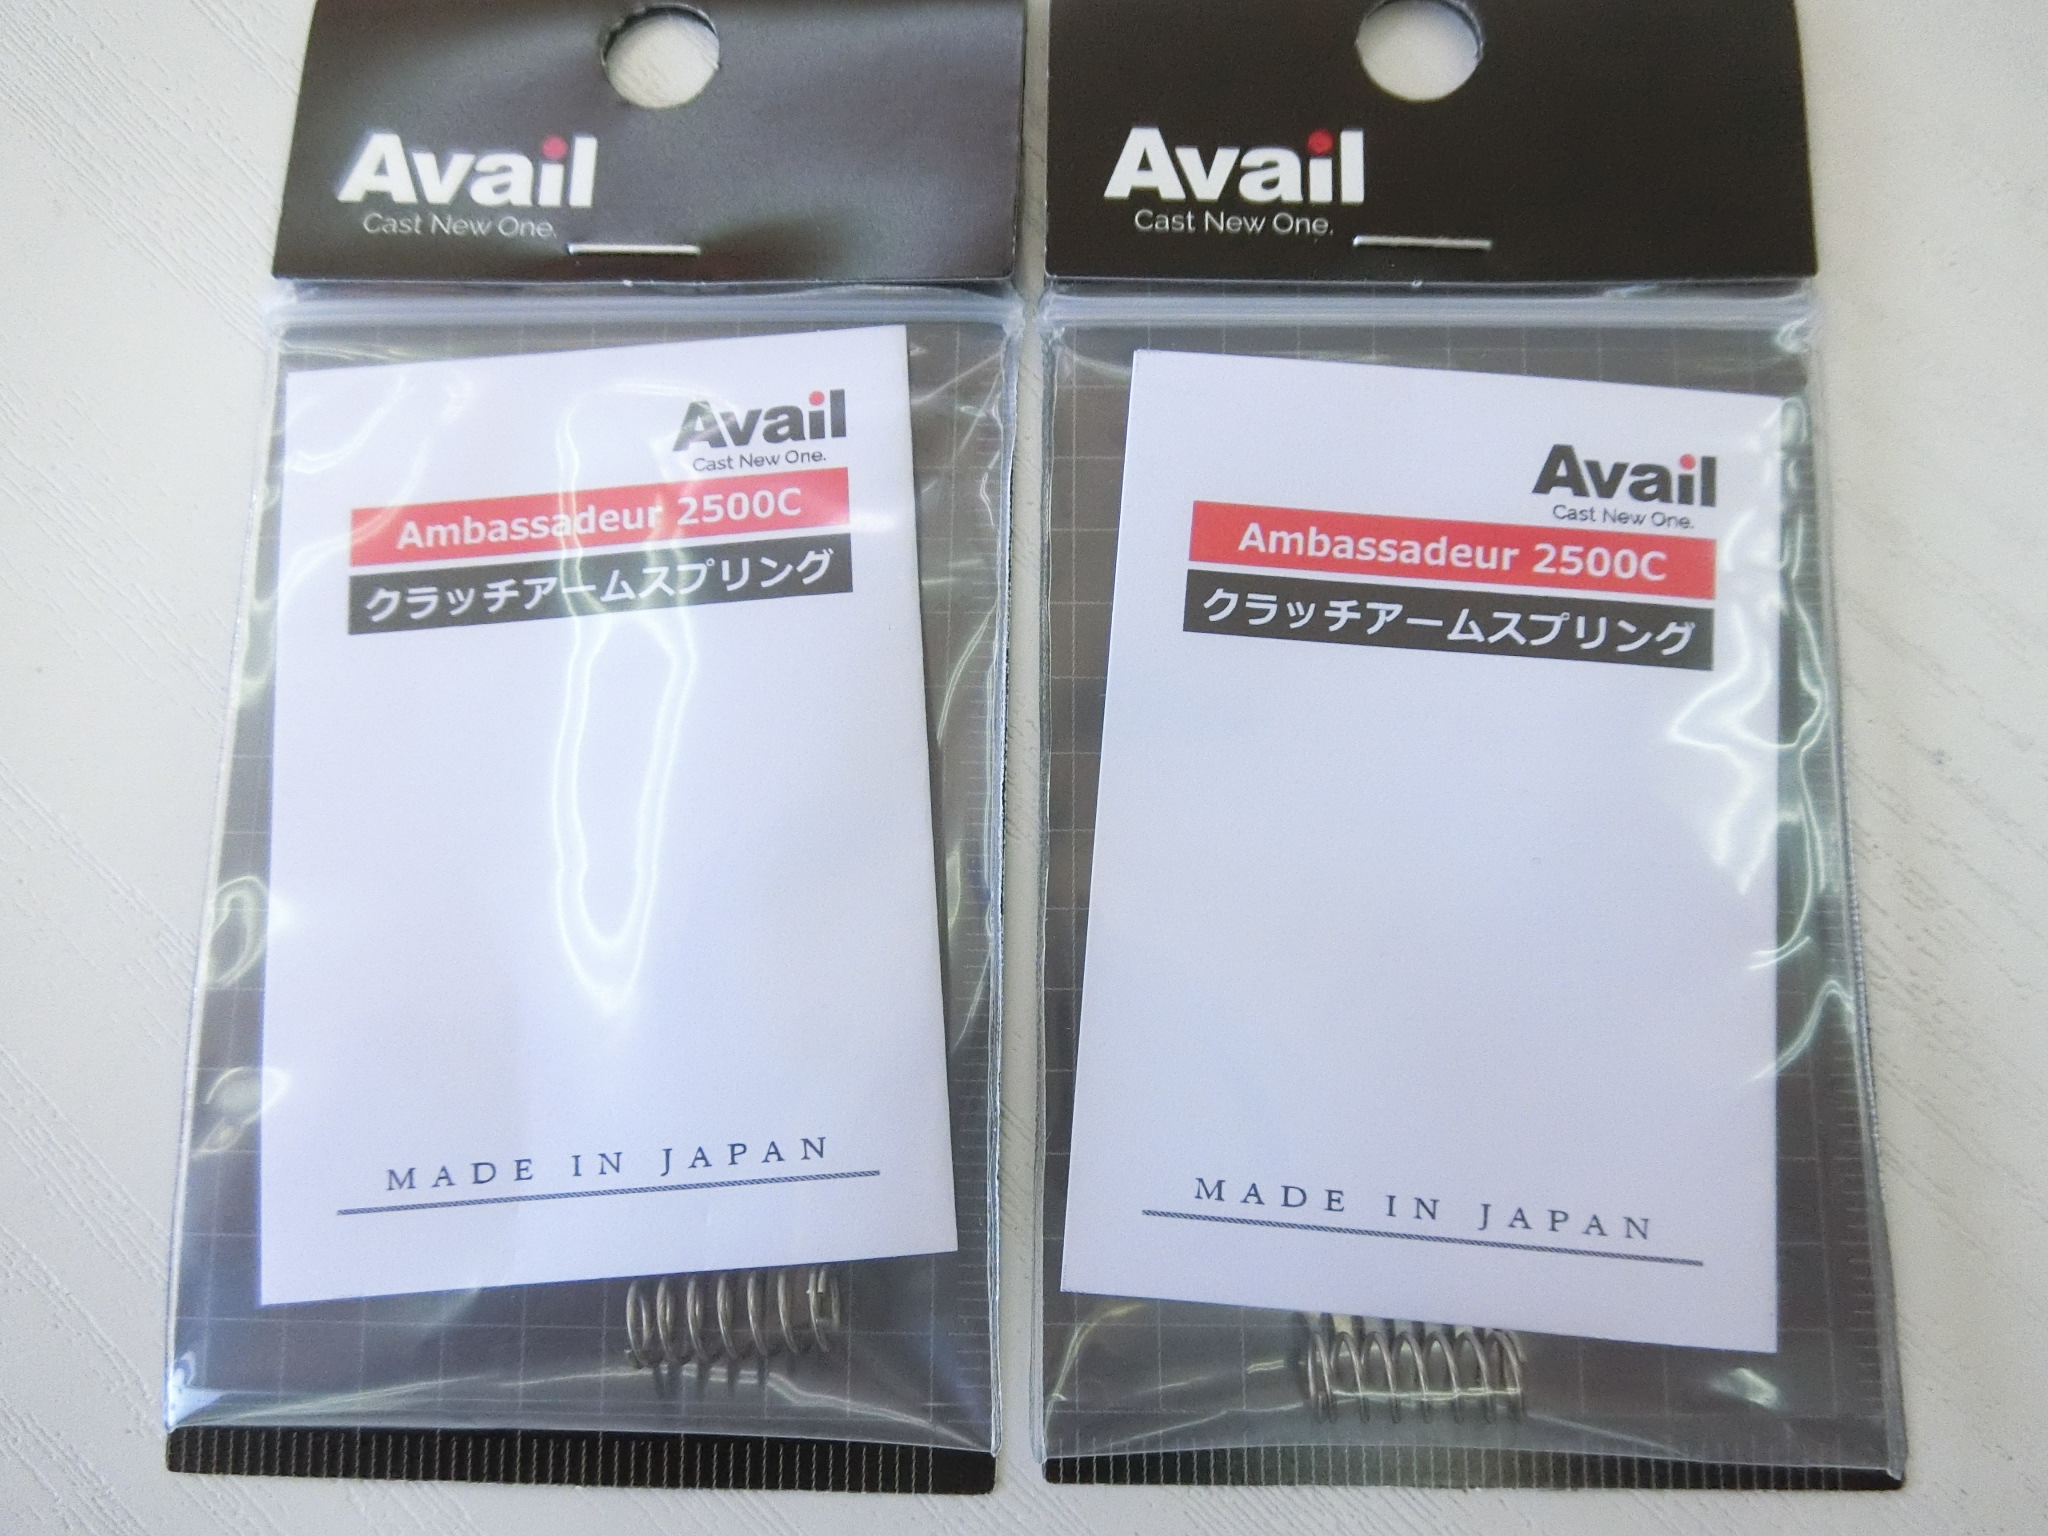 Avail
Cast New One.
Avail
Cast New One.
Ambassadeur 2500C
クラッチアームスプリング
MADE IN JAPAN
Avail
Cast New One.
Avail
Cast New One.
Ambassadeur 2500C
クラッチアームスプリング
MADE IN JAPAN